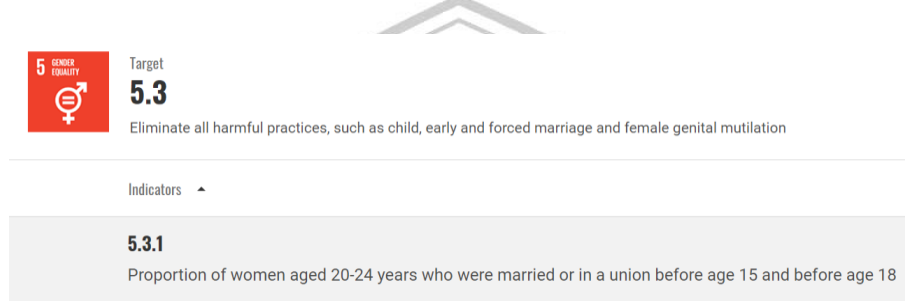 5 GENDER
EQUALITY
Target
5.3
Eliminate all harmful practices, such as child, early and forced marriage and female genital mutilation
Indicators
5.3.1
Proportion of women aged 20-24 years who were married or in a union before age 15 and before age 18